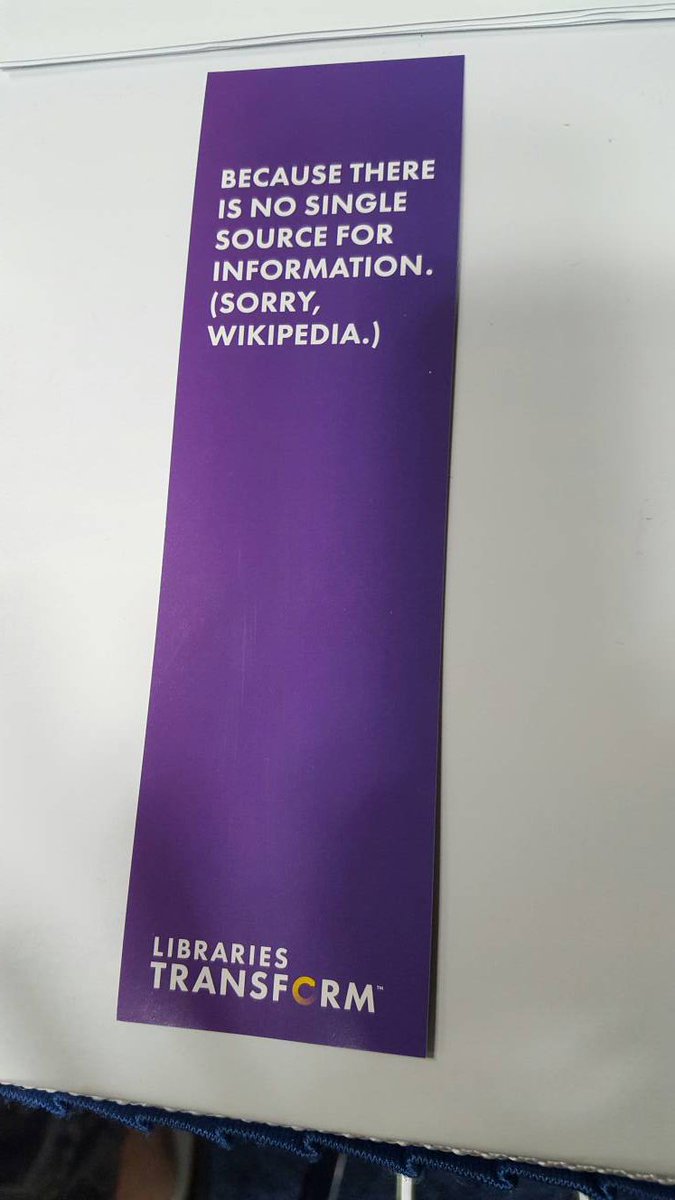 BECAUSE THERE
IS NO SINGLE
SOURCE FOR
INFORMATION.
(SORRY,
WIKIPEDIA.)
LIBRARIES
TRANSFORM™